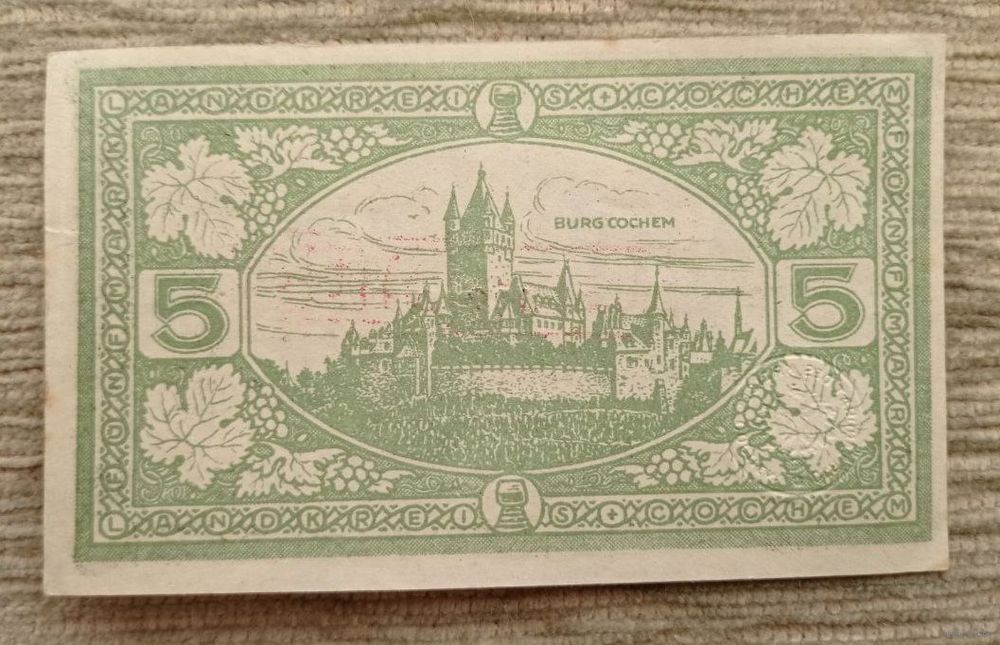 LANDKREIS + COCHEM
BURG COCHEM
5
5
FÜNF MARK
FÜNF MARK
LANDKREIS + COCHEM